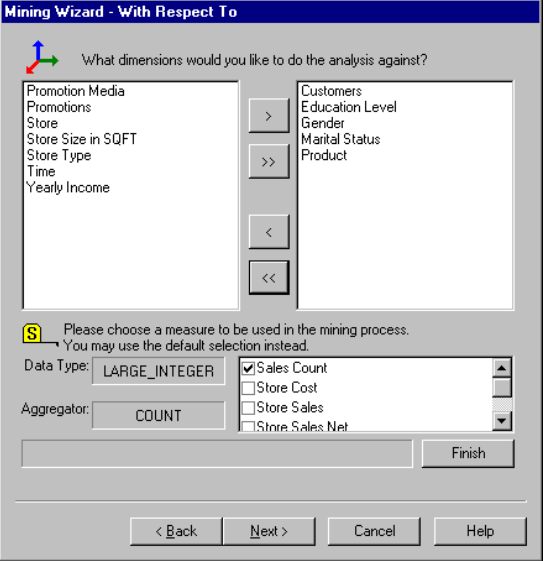 Mining Wizard - With Respect To
What dimensions would you like to do the analysis against?
Promotion Media
Promotions
Store
Store Size in SQFT
Store Type
Time
Yearly Income
>
>>
<
<<
Customers
Education Level
Gender
Marital Status
Product
S
Please choose a measure to be used in the mining process.
You may use the default selection instead.
Data Type:
LARGE_INTEGER
Aggregator:
COUNT
Sales Count
Store Cost
Store Sales
Store Sales Net
Finish
< Back
Next >
Cancel
Help